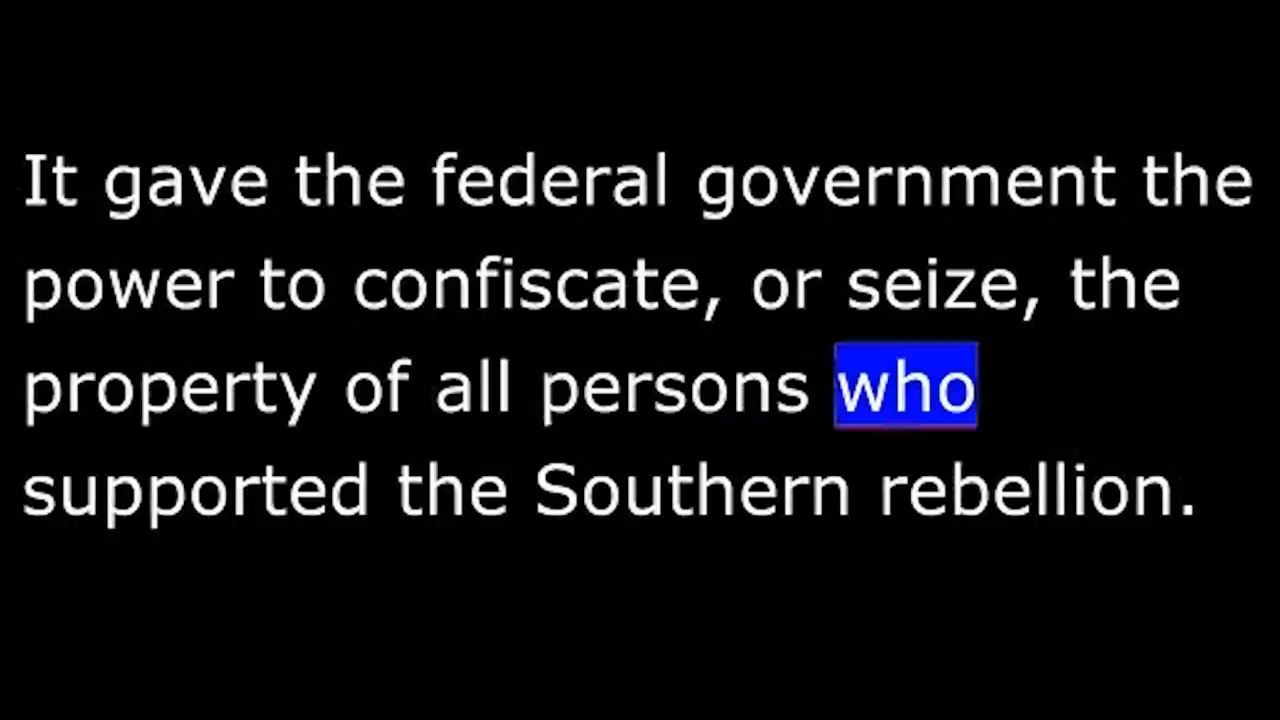 It gave the federal government the
power to confiscate, or seize, the
property of all persons who
supported the Southern rebellion.